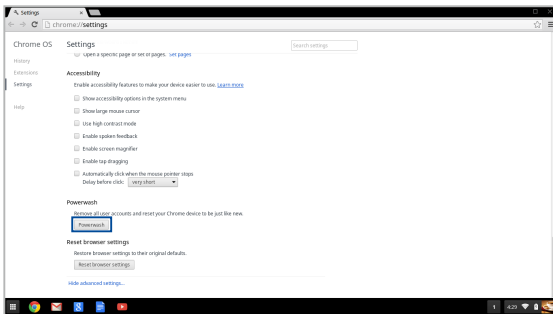 Settings
chrome://settings
Chrome OS
Settings
Search settings
History
Extensions
Settings
Help
Open a specific page or set of pages. Set pages
Accessibility
Enable accessibility features to make your device easier to use. Learn more
Show accessibility options in the system menu
Show large mouse cursor
Use high contrast mode
Enable spoken feedback
Enable screen magnifier
Enable tap dragging
Automatically click when the mouse pointer stops
Delay before click: very short
Powerwash
Remove all user accounts and reset your Chrome device to be just like new.
Powerwash
Reset browser settings
Restore browser settings to their original defaults.
Reset browser settings
Hide advanced settings...
8
1 4:29